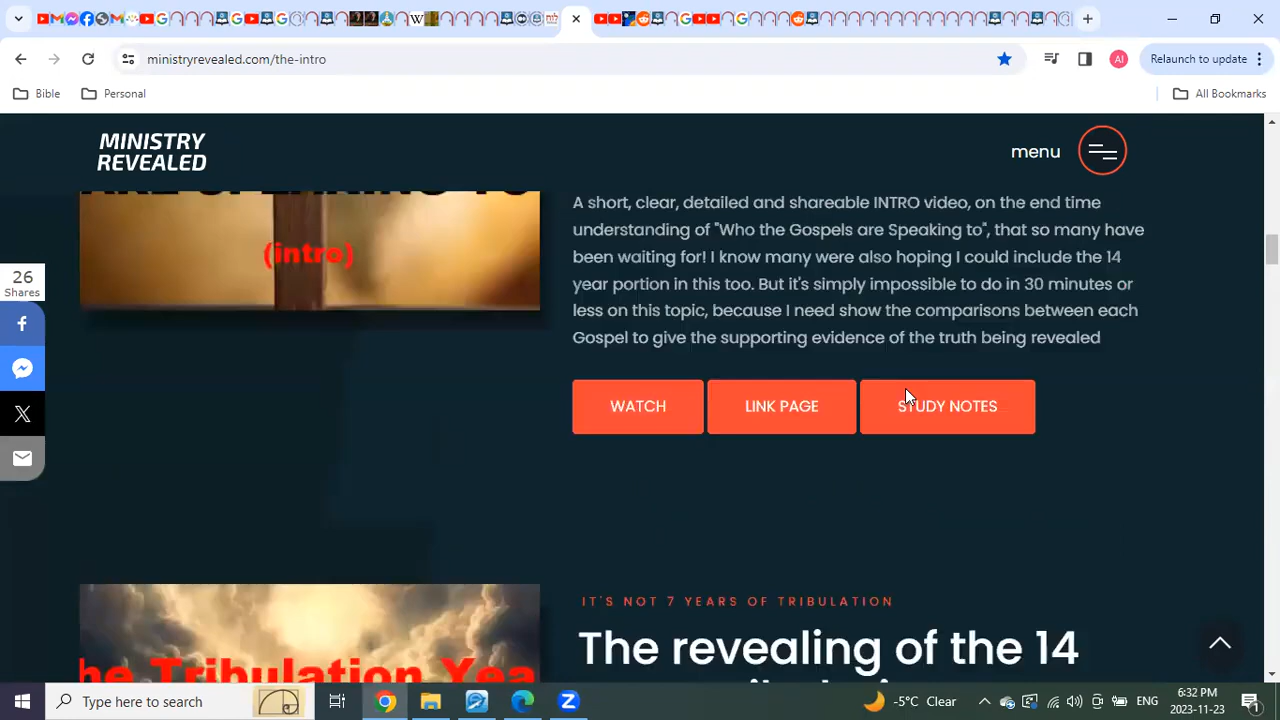 ministryrevealed.com/the-intro
AI
Relaunch to update
Bible
Personal
All Bookmarks
MINISTRY
REVEALED
menu
(intro)
A short, clear, detailed and shareable INTRO video, on the end time
understanding of "Who the Gospels are Speaking to", that so many have
been waiting for! I know many were also hoping I could include the 14
year portion in this too. But it's simply impossible to do in 30 minutes or
less on this topic, because I need show the comparisons between each
Gospel to give the supporting evidence of the truth being revealed
26
Shares
WATCH
LINK PAGE
STUDY NOTES
IT'S NOT 7 YEARS OF TRIBULATION
The revealing of the 14
he Tribulation Yea
Type here to search
-5°C Clear
ENG
6:32 PM
2023-11-23